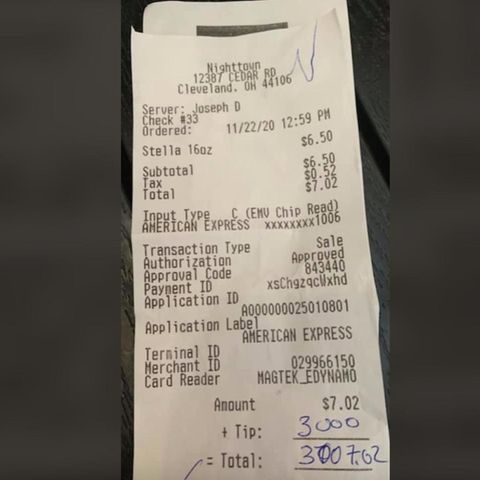 Nighttown
12387 CEDAR RD
Cleveland, OH 44106
Server: Joseph D
Check #33
Ordered: 11/22/20 12:59 PM
Stella 16oz $6.50
Subtotal $6.50
Tax $0.52
Total $7.02
Input Type C (EMV Chip Read)
AMERICAN EXPRESS xxxxxxxx1006
Transaction Type Sale
Authorization Approved
Approval Code 843440
Payment ID xsChgzqcWxhd
Application ID
A000000025010801
Application Label
AMERICAN EXPRESS
Terminal ID
Merchant ID 029966150
Card Reader MAGTEK_EDYNAMO
Amount $7.02
+ Tip: 3000
= Total: 3007.02